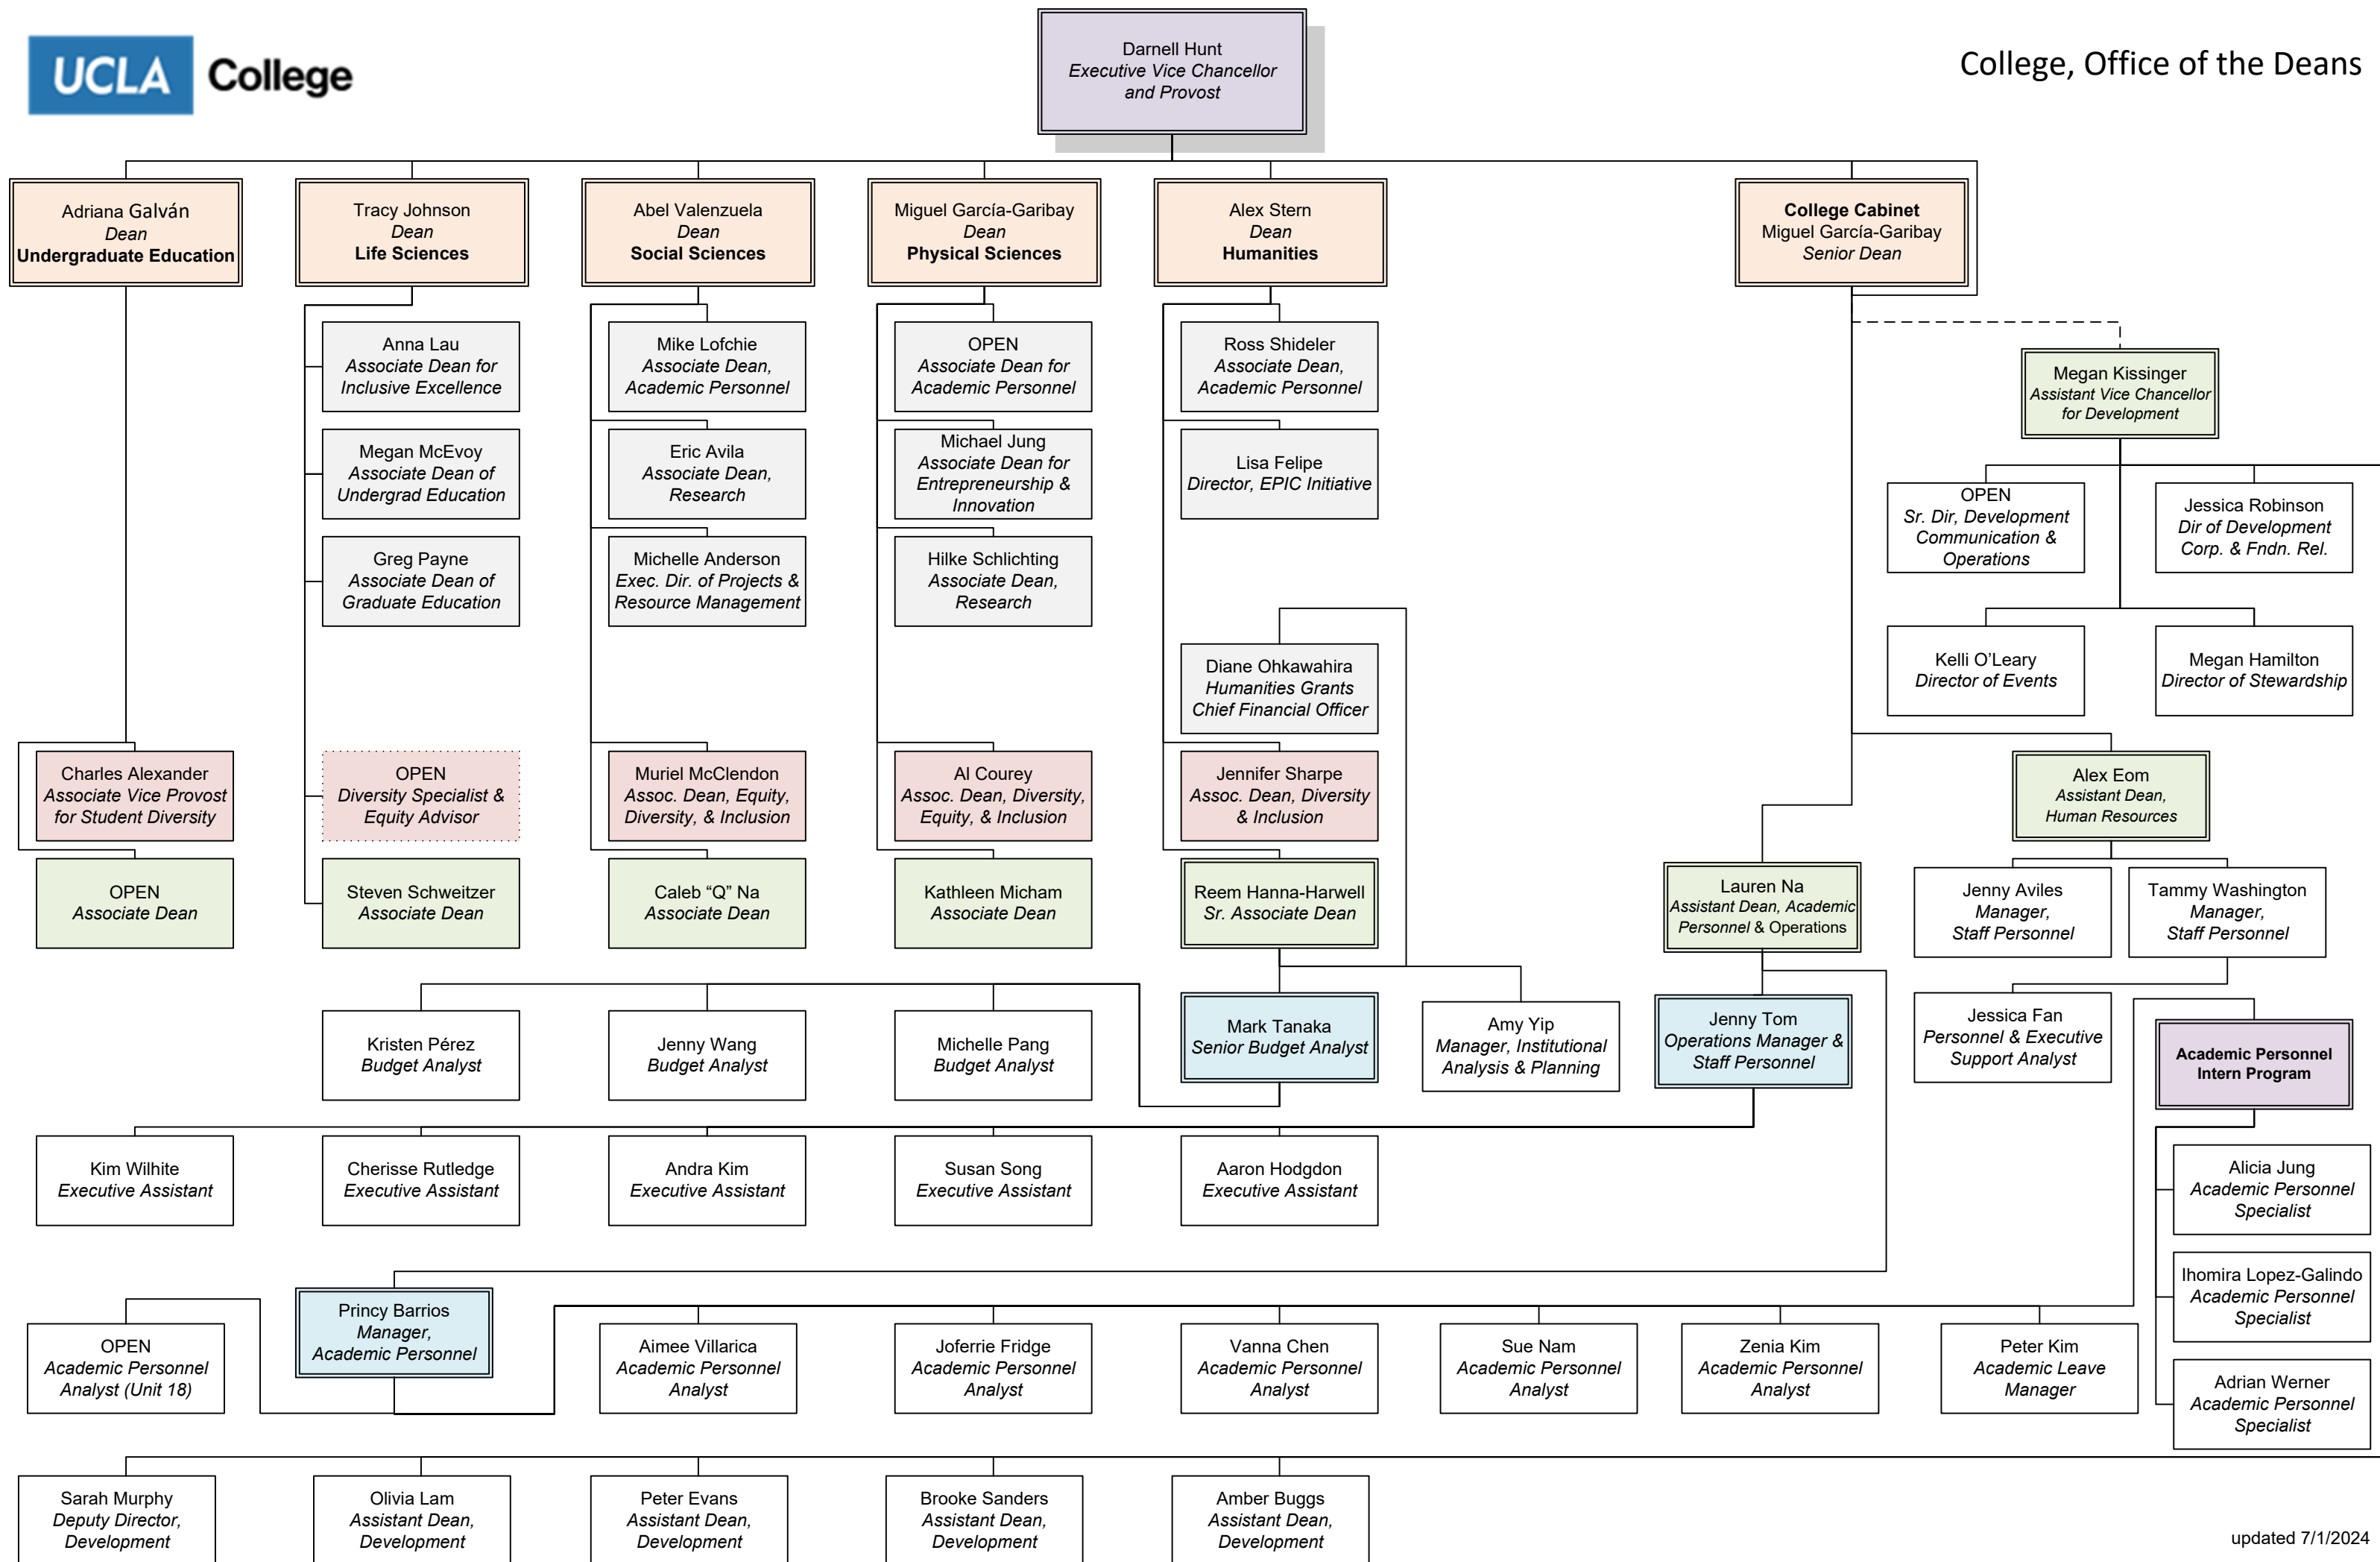 UCLA College
College, Office of the Deans
Darnell Hunt
Executive Vice Chancellor
and Provost
Adriana Galván
Dean
Undergraduate Education
Tracy Johnson
Dean
Life Sciences
Abel Valenzuela
Dean
Social Sciences
Miguel García-Garibay
Dean
Physical Sciences
Alex Stern
Dean
Humanities
College Cabinet
Miguel García-Garibay
Senior Dean
Anna Lau
Associate Dean for
Inclusive Excellence
Mike Lofchie
Associate Dean,
Academic Personnel
OPEN
Associate Dean for
Academic Personnel
Ross Shideler
Associate Dean,
Academic Personnel
Megan Kissinger
Assistant Vice Chancellor
for Development
Megan McEvoy
Associate Dean of
Undergrad Education
Eric Avila
Associate Dean,
Research
Michael Jung
Associate Dean for
Entrepreneurship &
Innovation
Lisa Felipe
Director, EPIC Initiative
OPEN
Sr. Dir, Development
Communication &
Operations
Jessica Robinson
Dir of Development
Corp. & Fndn. Rel.
Greg Payne
Associate Dean of
Graduate Education
Michelle Anderson
Exec. Dir. of Projects &
Resource Management
Hilke Schlichting
Associate Dean,
Research
Diane Ohkawahira
Humanities Grants
Chief Financial Officer
Kelli O’Leary
Director of Events
Megan Hamilton
Director of Stewardship
Charles Alexander
Associate Vice Provost
for Student Diversity
OPEN
Diversity Specialist &
Equity Advisor
Muriel McClendon
Assoc. Dean, Equity,
Diversity, & Inclusion
Al Courey
Assoc. Dean, Diversity,
Equity, & Inclusion
Jennifer Sharpe
Assoc. Dean, Diversity
& Inclusion
Alex Eom
Assistant Dean,
Human Resources
OPEN
Associate Dean
Steven Schweitzer
Associate Dean
Caleb “Q” Na
Associate Dean
Kathleen Micham
Associate Dean
Reem Hanna-Harwell
Sr. Associate Dean
Lauren Na
Assistant Dean, Academic
Personnel & Operations
Jenny Aviles
Manager,
Staff Personnel
Tammy Washington
Manager,
Staff Personnel
Kristen Pérez
Budget Analyst
Jenny Wang
Budget Analyst
Michelle Pang
Budget Analyst
Mark Tanaka
Senior Budget Analyst
Amy Yip
Manager, Institutional
Analysis & Planning
Jenny Tom
Operations Manager &
Staff Personnel
Jessica Fan
Personnel & Executive
Support Analyst
Academic Personnel
Intern Program
Kim Wilhite
Executive Assistant
Cherisse Rutledge
Executive Assistant
Andra Kim
Executive Assistant
Susan Song
Executive Assistant
Aaron Hodgdon
Executive Assistant
Alicia Jung
Academic Personnel
Specialist
Ihomira Lopez-Galindo
Academic Personnel
Specialist
Adrian Werner
Academic Personnel
Specialist
OPEN
Academic Personnel
Analyst (Unit 18)
Princy Barrios
Manager,
Academic Personnel
Aimee Villarica
Academic Personnel
Analyst
Joferrie Fridge
Academic Personnel
Analyst
Vanna Chen
Academic Personnel
Analyst
Sue Nam
Academic Personnel
Analyst
Zenia Kim
Academic Personnel
Analyst
Peter Kim
Academic Leave
Manager
Sarah Murphy
Deputy Director,
Development
Olivia Lam
Assistant Dean,
Development
Peter Evans
Assistant Dean,
Development
Brooke Sanders
Assistant Dean,
Development
Amber Buggs
Assistant Dean,
Development
updated 7/1/2024